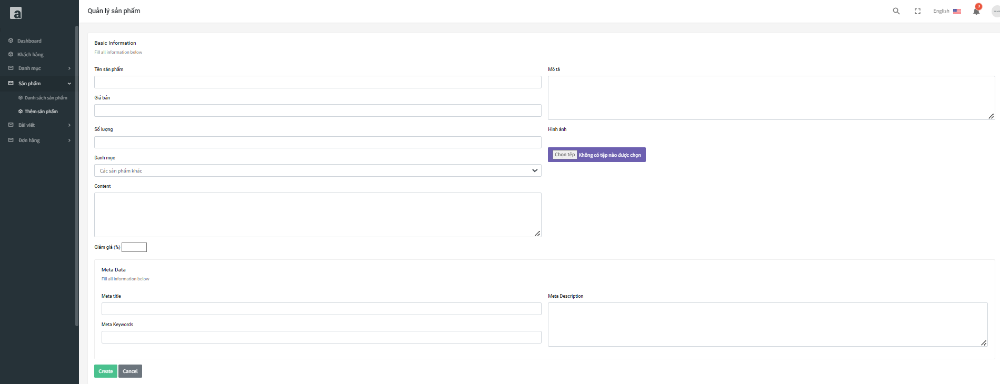 a
Quản lý sản phẩm
English
3
Dashboard
Khách hàng
Danh mục
Sản phẩm
Danh sách sản phẩm
Thêm sản phẩm
Bài viết
Đơn hàng
Basic Information
Fill all information below
Tên sản phẩm
Mô tả
Giá bán
Số lượng
Hình ảnh
Chọn tệp Không có tệp nào được chọn
Danh mục
Các sản phẩm khác
Content
Giảm giá (%)
Meta Data
Fill all information below
Meta title
Meta Description
Meta Keywords
Create Cancel